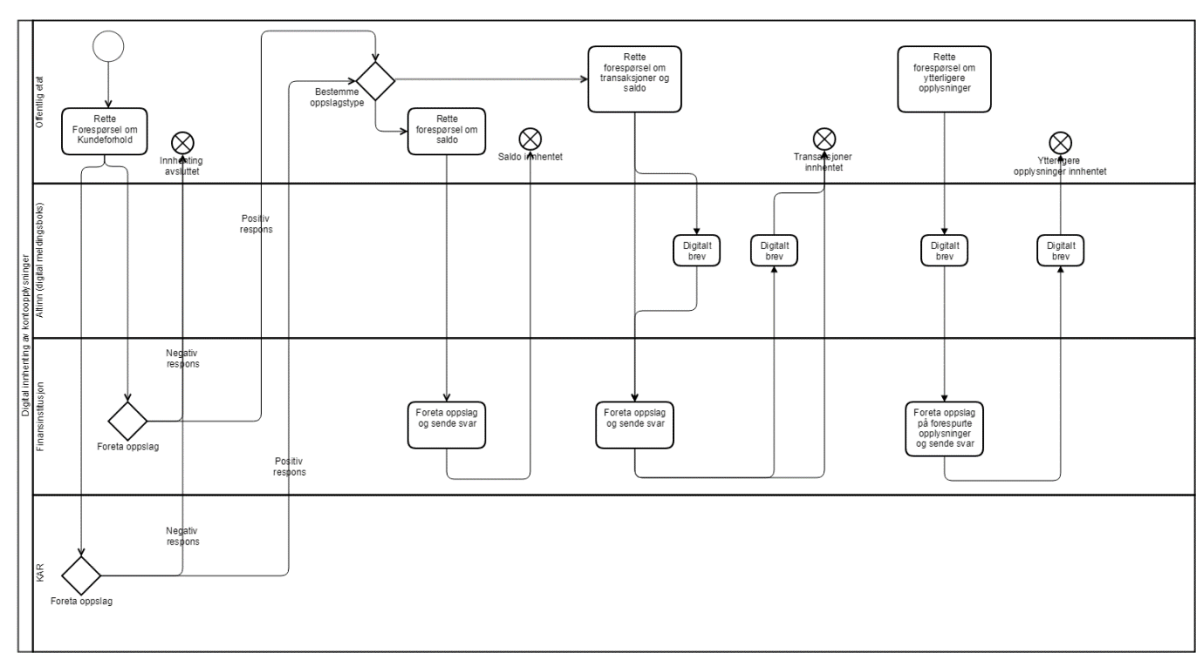 Digital innhenting av kontoopplysninger
Offentlig etat
Rette
Forespørsel om
Kundeforhold
Innhenting
avsluttet
Bestemme
oppslagstype
Rette
forespørsel om
saldo
Saldo innhentet
Rette
forespørsel om
transaksjoner og
saldo
Transaksjoner
innhentet
Rette
forespørsel om
ytterligere
opplysninger
Ytterligere
opplysninger innhentet
Altinn (digital meldingsboks)
Positiv
respons
Digitalt
brev
Digitalt
brev
Digitalt
brev
Digitalt
brev
Finansinstitusjon
Negativ
respons
Foreta oppslag
Positiv
respons
Foreta oppslag
og sende svar
Foreta oppslag
og sende svar
Foreta oppslag
på forespurte
opplysninger
og sende svar
KAR
Negativ
respons
Foreta oppslag